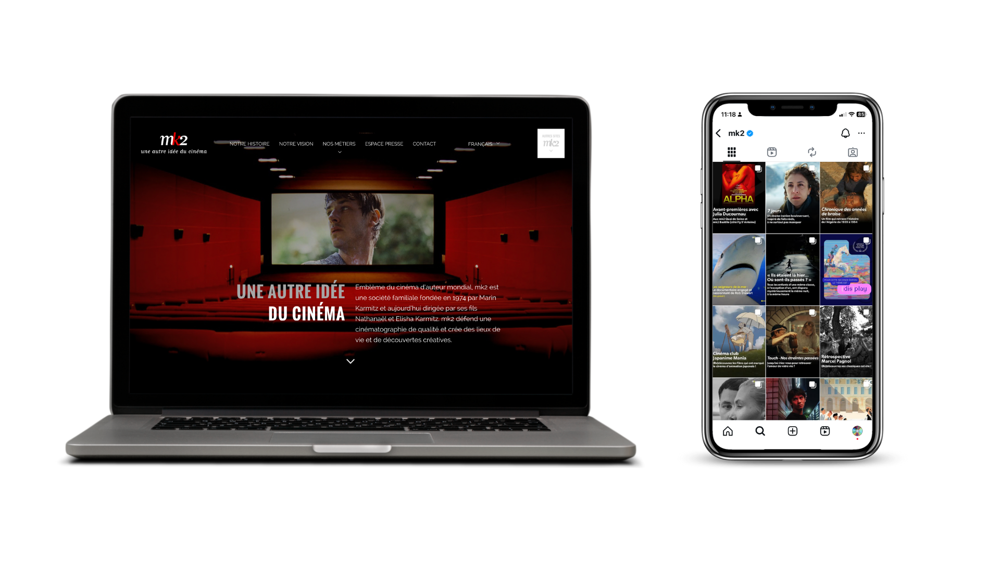 mk2
une autre idée du cinéma
NOTRE HISTOIRE
NOTRE VISION
NOS MÉTIERS
ESPACE PRESSE
CONTACT
FRANÇAIS
AUTRES SITES
mk2
UNE AUTRE IDÉE
DU CINÉMA
Emblème du cinéma d'auteur mondial, mk2 est
une société familiale fondée en 1974 par Marin
Karmitz et aujourd'hui dirigée par ses fils
Nathanaël et Elisha Karmitz. mk2 défend une
cinématographie de qualité et crée des lieux de
vie et de découvertes créatives.
11:18
85
mk2
ALPHA
Avant-premières avec
Julia Ducournau
Aux mk2 Quai de Seine et
mk2 Bastille (côté Fg St Antoine)
7 jours
Un drame iranien bouleversant,
inspiré de faits réels,
à ne surtout pas manquer
Chronique des années
de braise
Un film qui retrace l'histoire
de l'Algérie de 1939 à 1954
Les seigneurs de la mer :
Le documentaire engagé et
passionnant de Rob Stewart
« Ils étaient là hier...
Où sont-ils passés ? »
Tous les enfants d'une même classe,
à l'exception d'un, ont disparu
mystérieusement la même nuit,
à la même heure
POUR CETTE SECONDE ÉDITION
LE THÈME EST :
dis play
Cinéma club
Japanime Mania
(Re)découvrez les films qui ont marqué
le cinéma d'animation japonais !
Touch - Nos étreintes passées
Jusqu'où iriez-vous pour retrouver
l'amour de votre vie ?
Rétrospective
Marcel Pagnol
(Re)découvrez ses classiques cet été !